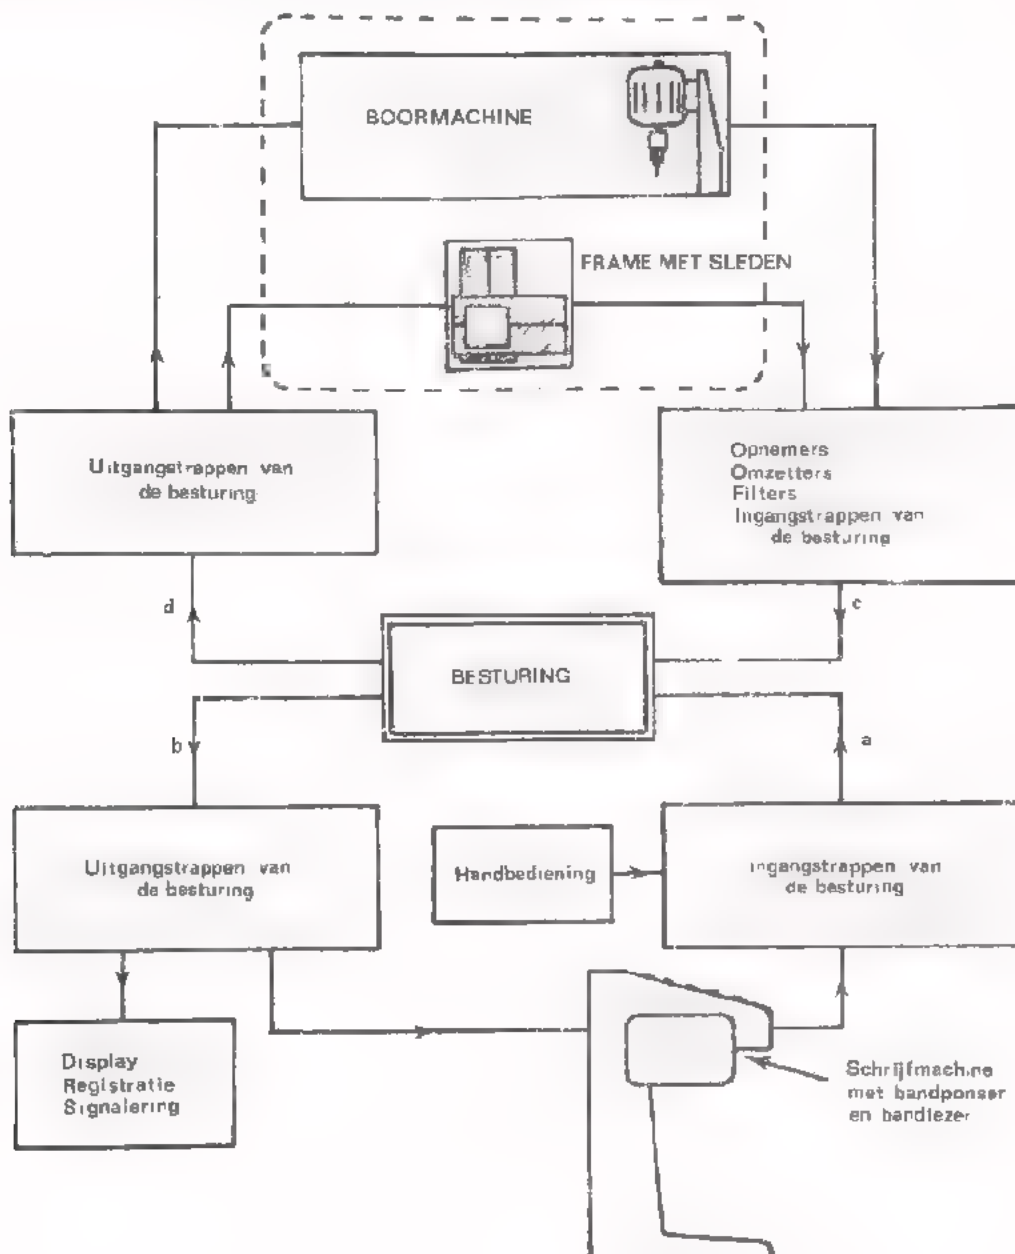 BOORMACHINE
FRAME MET SLEDEN
Uitgangstrappen van
de besturing
Opnemers
Omzetters
Filters
Ingangstrappen van
de besturing
d
c
BESTURING
b
a
Uitgangstrappen van
de besturing
Handbediening
Ingangstrappen van
de besturing
Display
Registratie
Signalering
Schrijfmachine
met bandponser
en bandlezer